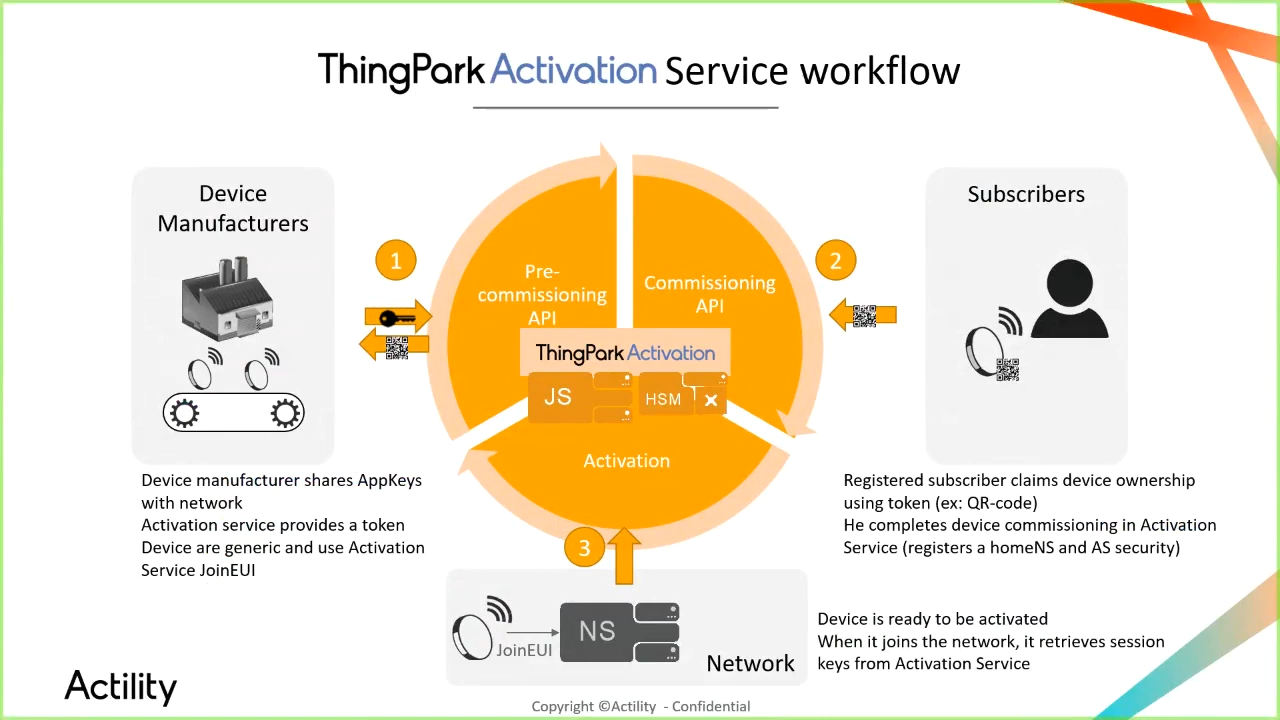 ThingPark Activation Service workflow
Device
Manufacturers
1
Pre-
commissioning
API
Commissioning
API
2
Subscribers
ThingPark Activation
JS
HSM
Activation
Device manufacturer shares AppKeys
with network
Activation service provides a token
Device are generic and use Activation
Service JoinEUI
Registered subscriber claims device ownership
using token (ex: QR-code)
He completes device commissioning in Activation
Service (registers a homeNS and AS security)
3
NS
JoinEUI
Network
Device is ready to be activated
When it joins the network, it retrieves session
keys from Activation Service
Actility
Copyright ©Actility - Confidential